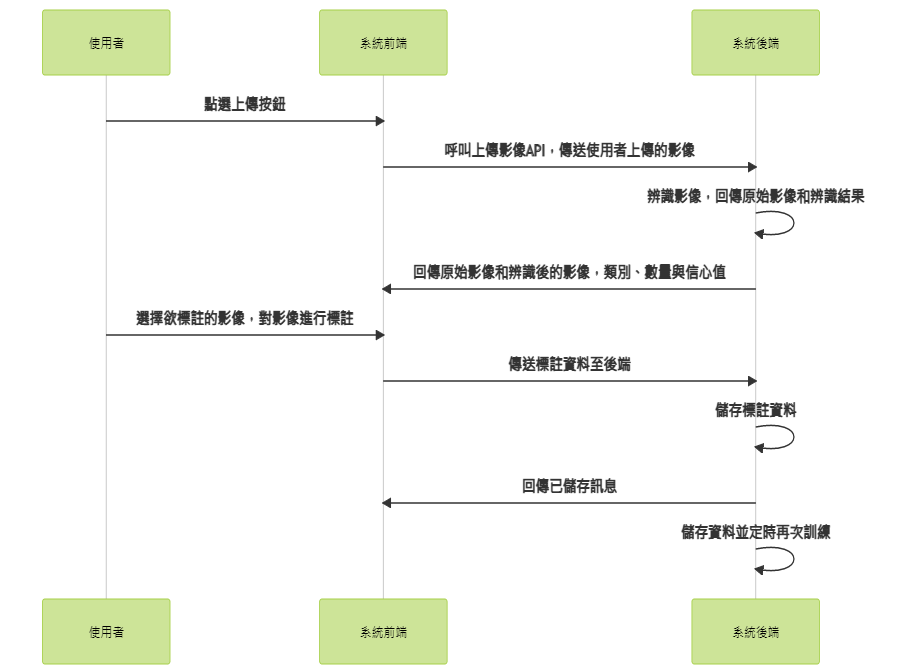 使用者
系統前端
系統後端
點選上傳按鈕
呼叫上傳影像API，傳送使用者上傳的影像
辨識影像，回傳原始影像和辨識結果
回傳原始影像和辨識後的影像，類別、數量與信心值
選擇欲標註的影像，對影像進行標註
傳送標註資料至後端
儲存標註資料
回傳已儲存訊息
儲存資料並定時再次訓練
使用者
系統前端
系統後端